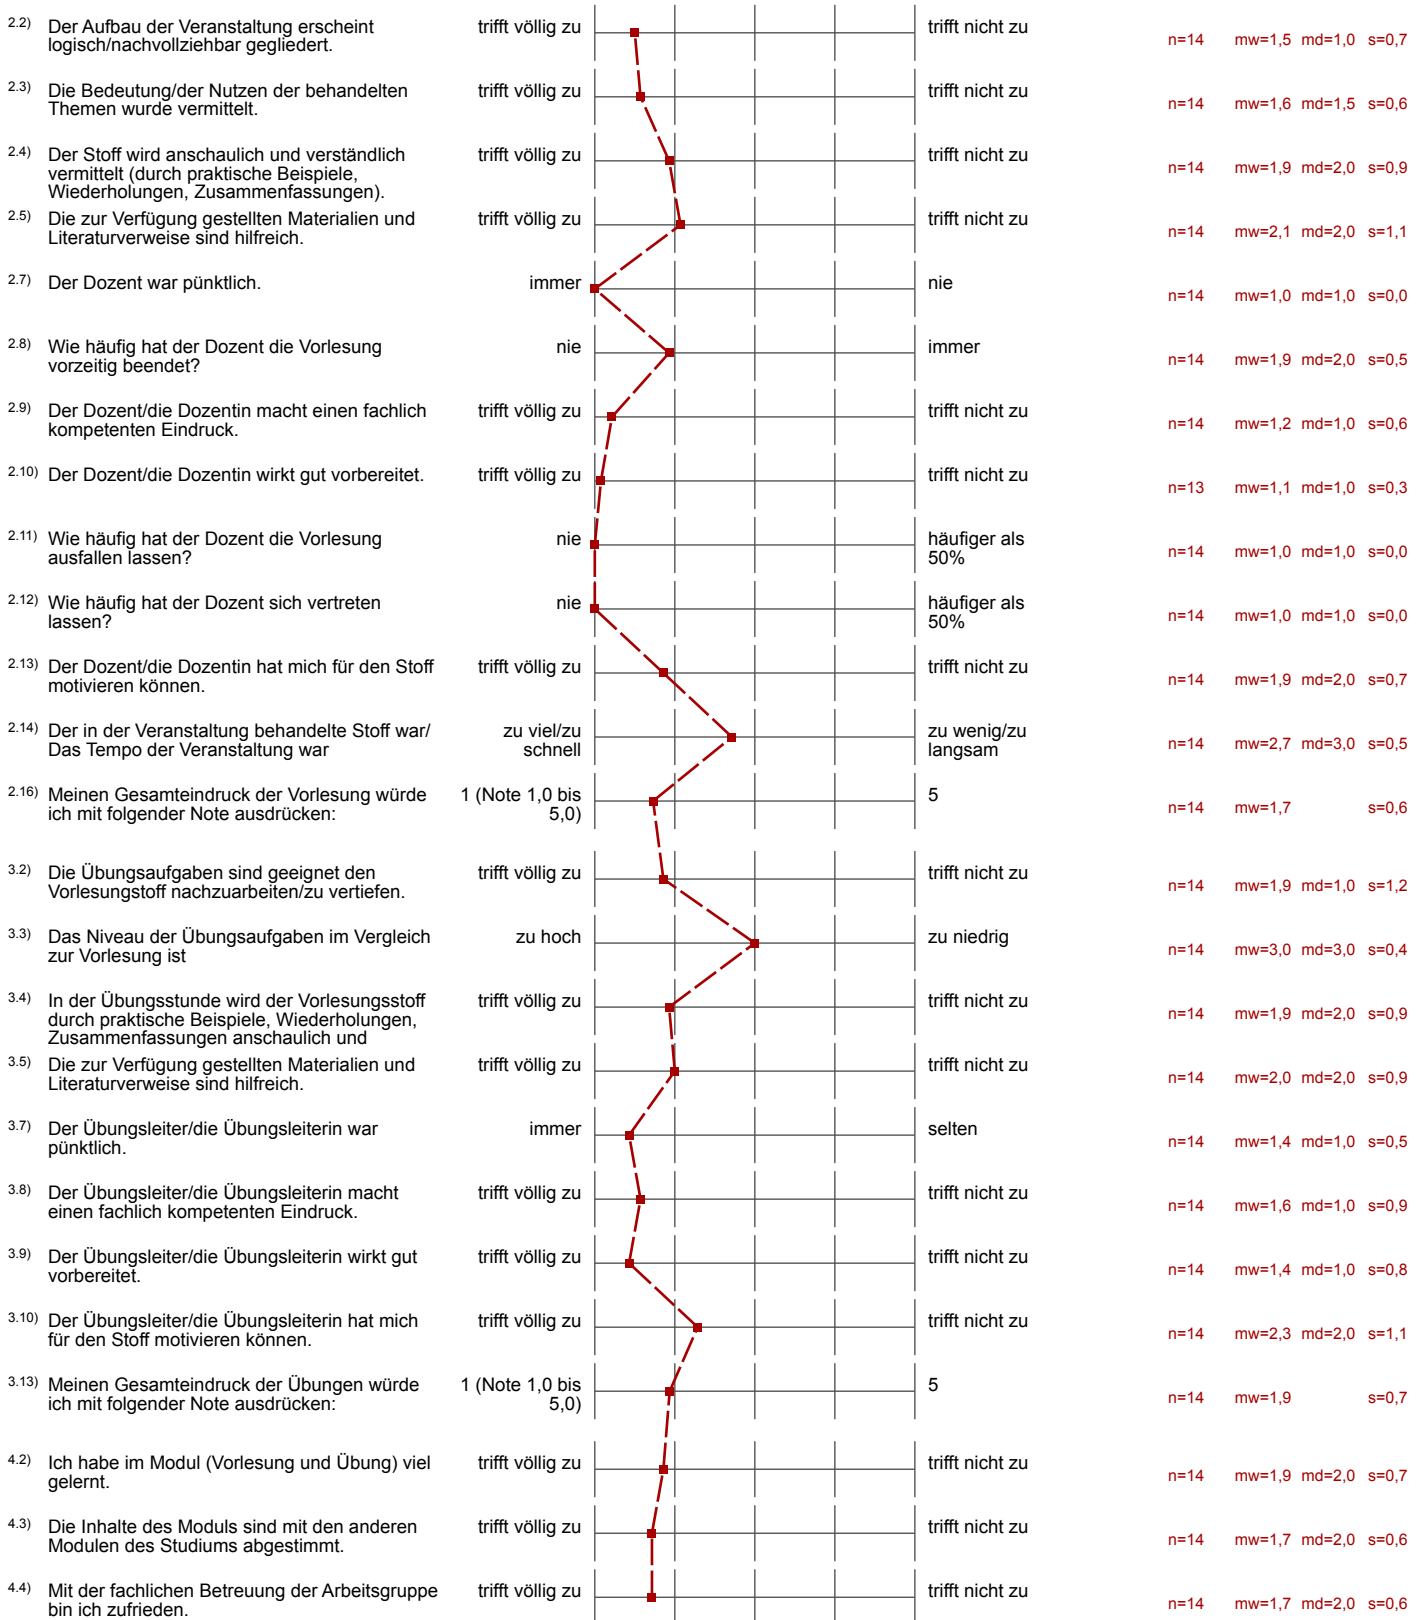 2.2) Der Aufbau der Veranstaltung erscheint trifft völlig zu trifft nicht zu
logisch/nachvollziehbar gegliedert. n=14 mw=1,5 md=1,0 s=0,7
2.3) Die Bedeutung/der Nutzen der behandelten trifft völlig zu trifft nicht zu
Themen wurde vermittelt. n=14 mw=1,6 md=1,5 s=0,6
2.4) Der Stoff wird anschaulich und verständlich trifft völlig zu trifft nicht zu
vermittelt (durch praktische Beispiele, n=14 mw=1,9 md=2,0 s=0,9
Wiederholungen, Zusammenfassungen).
2.5) Die zur Verfügung gestellten Materialien und trifft völlig zu trifft nicht zu
Literaturverweise sind hilfreich. n=14 mw=2,1 md=2,0 s=1,1
2.7) Der Dozent war pünktlich. immer nie
n=14 mw=1,0 md=1,0 s=0,0
2.8) Wie häufig hat der Dozent die Vorlesung nie immer
vorzeitig beendet? n=14 mw=1,9 md=2,0 s=0,5
2.9) Der Dozent/die Dozentin macht einen fachlich trifft völlig zu trifft nicht zu
kompetenten Eindruck. n=14 mw=1,2 md=1,0 s=0,6
2.10) Der Dozent/die Dozentin wirkt gut vorbereitet. trifft völlig zu trifft nicht zu
n=13 mw=1,1 md=1,0 s=0,3
2.11) Wie häufig hat der Dozent die Vorlesung nie häufiger als
ausfallen lassen? 50% n=14 mw=1,0 md=1,0 s=0,0
2.12) Wie häufig hat der Dozent sich vertreten nie häufiger als
lassen? 50% n=14 mw=1,0 md=1,0 s=0,0
2.13) Der Dozent/die Dozentin hat mich für den Stoff trifft völlig zu trifft nicht zu
motivieren können. n=14 mw=1,9 md=2,0 s=0,7
2.14) Der in der Veranstaltung behandelte Stoff war/ zu viel/zu zu wenig/zu
Das Tempo der Veranstaltung war schnell langsam n=14 mw=2,7 md=3,0 s=0,5
2.16) Meinen Gesamteindruck der Vorlesung würde 1 (Note 1,0 bis 5
ich mit folgender Note ausdrücken: 5,0) n=14 mw=1,7 s=0,6
3.2) Die Übungsaufgaben sind geeignet den trifft völlig zu trifft nicht zu
Vorlesungstoff nachzuarbeiten/zu vertiefen. n=14 mw=1,9 md=1,0 s=1,2
3.3) Das Niveau der Übungsaufgaben im Vergleich zu hoch zu niedrig
zur Vorlesung ist n=14 mw=3,0 md=3,0 s=0,4
3.4) In der Übungsstunde wird der Vorlesungsstoff trifft völlig zu trifft nicht zu
durch praktische Beispiele, Wiederholungen, n=14 mw=1,9 md=2,0 s=0,9
Zusammenfassungen anschaulich und
3.5) Die zur Verfügung gestellten Materialien und trifft völlig zu trifft nicht zu
Literaturverweise sind hilfreich. n=14 mw=2,0 md=2,0 s=0,9
3.7) Der Übungsleiter/die Übungsleiterin war immer selten
pünktlich. n=14 mw=1,4 md=1,0 s=0,5
3.8) Der Übungsleiter/die Übungsleiterin macht trifft völlig zu trifft nicht zu
einen fachlich kompetenten Eindruck. n=14 mw=1,6 md=1,0 s=0,9
3.9) Der Übungsleiter/die Übungsleiterin wirkt gut trifft völlig zu trifft nicht zu
vorbereitet. n=14 mw=1,4 md=1,0 s=0,8
3.10) Der Übungsleiter/die Übungsleiterin hat mich trifft völlig zu trifft nicht zu
für den Stoff motivieren können. n=14 mw=2,3 md=2,0 s=1,1
3.13) Meinen Gesamteindruck der Übungen würde 1 (Note 1,0 bis 5
ich mit folgender Note ausdrücken: 5,0) n=14 mw=1,9 s=0,7
4.2) Ich habe im Modul (Vorlesung und Übung) viel trifft völlig zu trifft nicht zu
gelernt. n=14 mw=1,9 md=2,0 s=0,7
4.3) Die Inhalte des Moduls sind mit den anderen trifft völlig zu trifft nicht zu
Modulen des Studiums abgestimmt. n=14 mw=1,7 md=2,0 s=0,6
4.4) Mit der fachlichen Betreuung der Arbeitsgruppe trifft völlig zu trifft nicht zu
bin ich zufrieden. n=14 mw=1,7 md=2,0 s=0,6